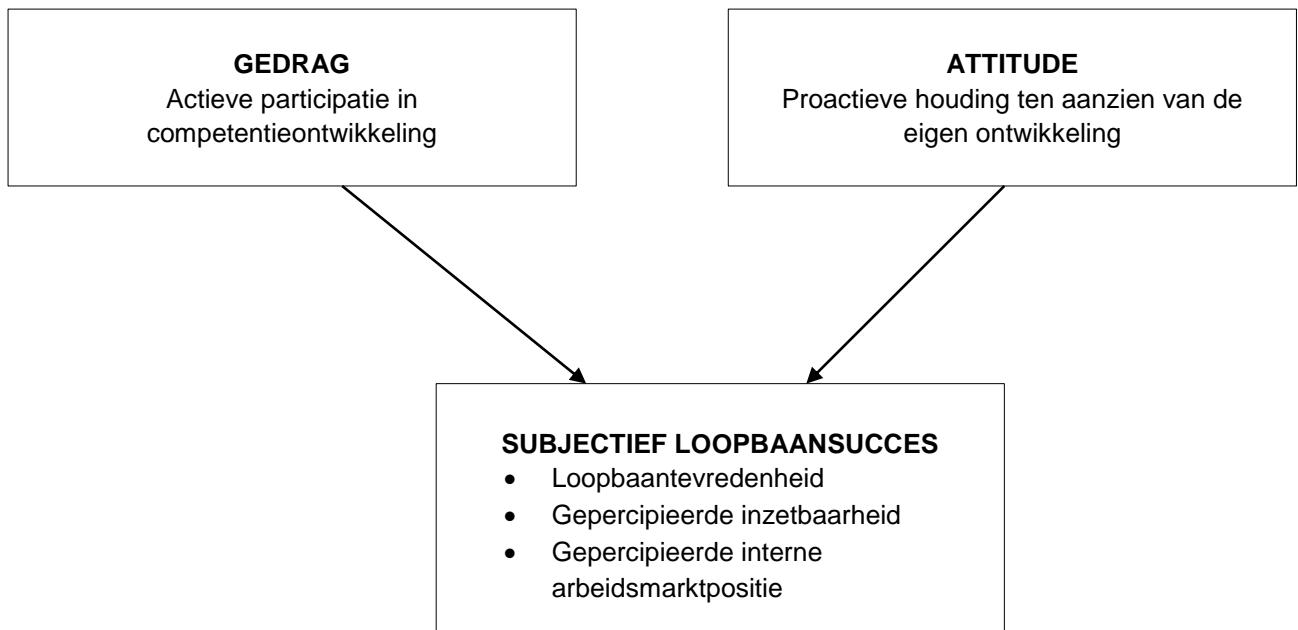 GEDRAG
Actieve participatie in
competentieontwikkeling
ATTITUDE
Proactieve houding ten aanzien van de
eigen ontwikkeling
SUBJECTIEF LOOPBAANSUCCES
• Loopbaantevredenheid
• Gepercipieerde inzetbaarheid
• Gepercipieerde interne
arbeidsmarktpositie